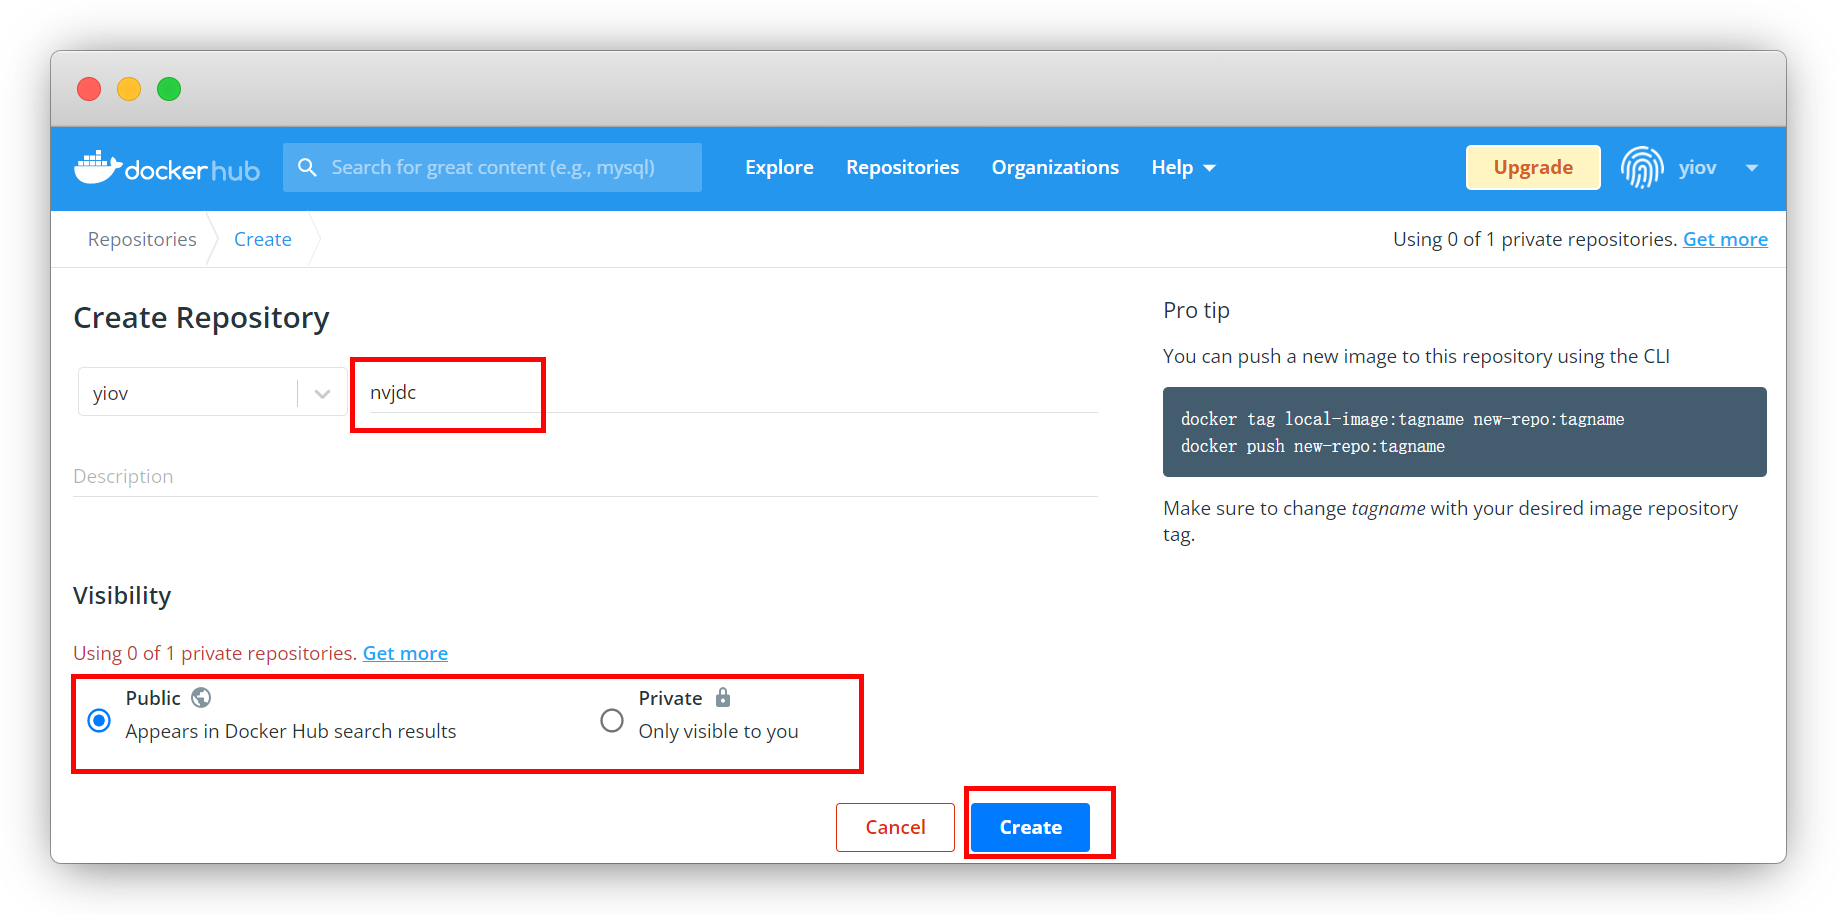 docker hub
Search for great content (e.g., mysql)
Explore
Repositories
Organizations
Help
Upgrade
yiov
Repositories
Create
Using 0 of 1 private repositories. Get more
Create Repository
yiov
nvjdc
Description
Visibility
Using 0 of 1 private repositories. Get more
Public
Appears in Docker Hub search results
Private
Only visible to you
Cancel
Create
Pro tip
You can push a new image to this repository using the CLI
docker tag local-image:tagname new-repo:tagname
docker push new-repo:tagname
Make sure to change tagname with your desired image repository
tag.